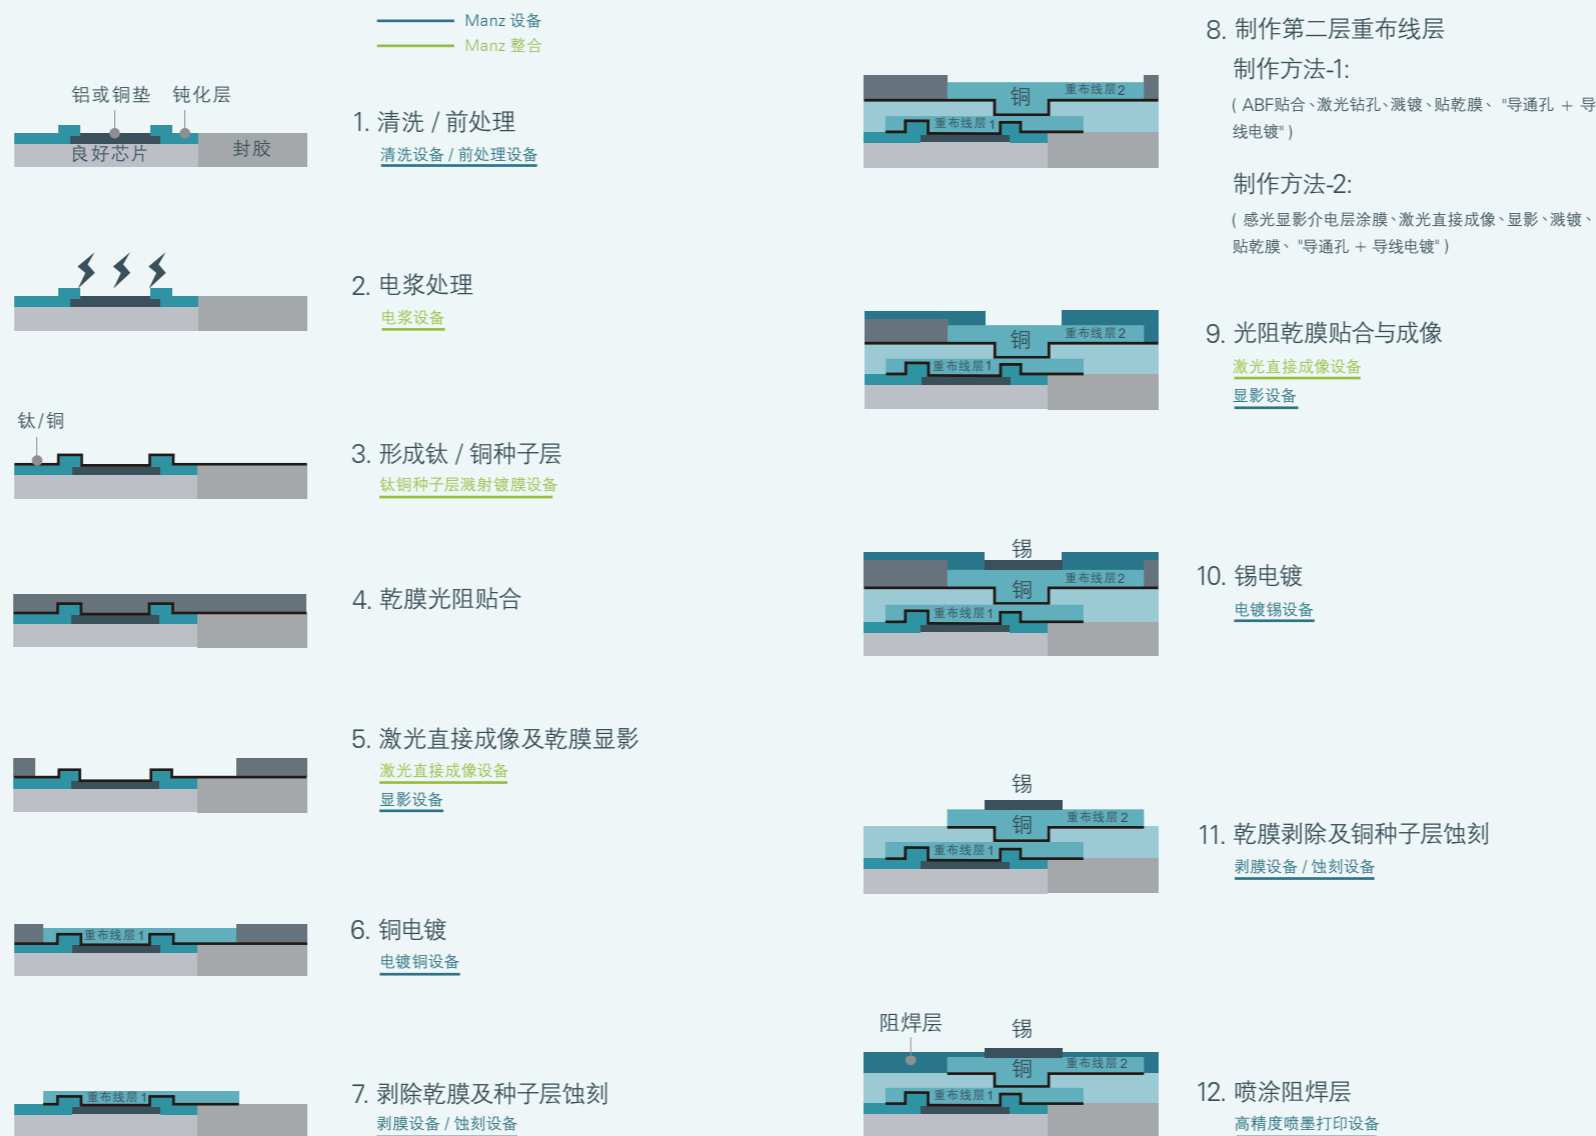 Manz 设备
Manz 整合
铝或铜垫 钝化层
良好芯片 封胶
1. 清洗 / 前处理
清洗设备 / 前处理设备
2. 电浆处理
电浆设备
钛/铜
3. 形成钛 / 铜种子层
钛铜种子层溅射镀膜设备
4. 乾膜光阻贴合
5. 激光直接成像及乾膜显影
激光直接成像设备
显影设备
重布线层1
6. 铜电镀
电镀铜设备
重布线层1
7. 剥除乾膜及种子层蚀刻
剥膜设备 / 蚀刻设备
铜 重布线层2
重布线层1
8. 制作第二层重布线层
制作方法-1:
( ABF贴合、激光钻孔、溅镀、贴乾膜、 "导通孔 + 导
线电镀" )
制作方法-2:
( 感光显影介电层涂膜、激光直接成像、显影、溅镀、
贴乾膜、 "导通孔 + 导线电镀" )
铜 重布线层2
重布线层1
9. 光阻乾膜贴合与成像
激光直接成像设备
显影设备
锡
铜 重布线层2
重布线层1
10. 锡电镀
电镀锡设备
锡
铜 重布线层2
重布线层1
11. 乾膜剥除及铜种子层蚀刻
剥膜设备 / 蚀刻设备
阻焊层 锡
铜 重布线层2
重布线层1
12. 喷涂阻焊层
高精度喷墨打印设备